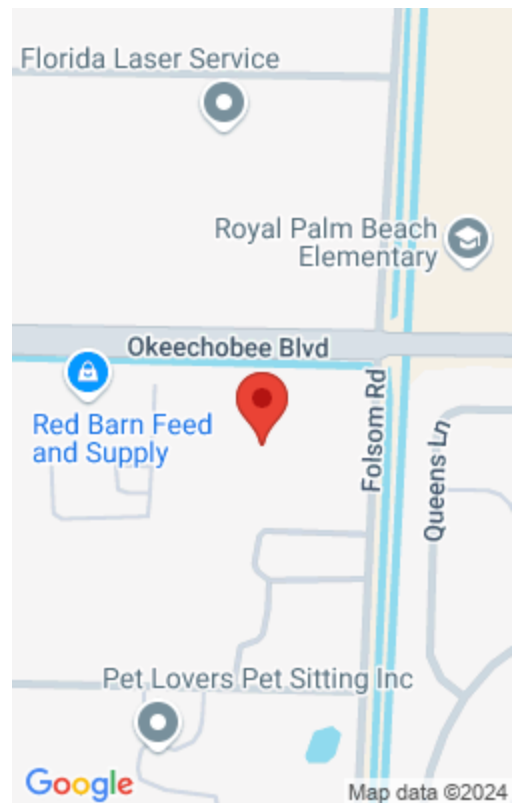 Florida Laser Service
Royal Palm Beach
Elementary
Okeechobee Blvd
Red Barn Feed
and Supply
Folsom Rd
Queens Ln
Pet Lovers Pet Sitting Inc
Google
Map data ©2024